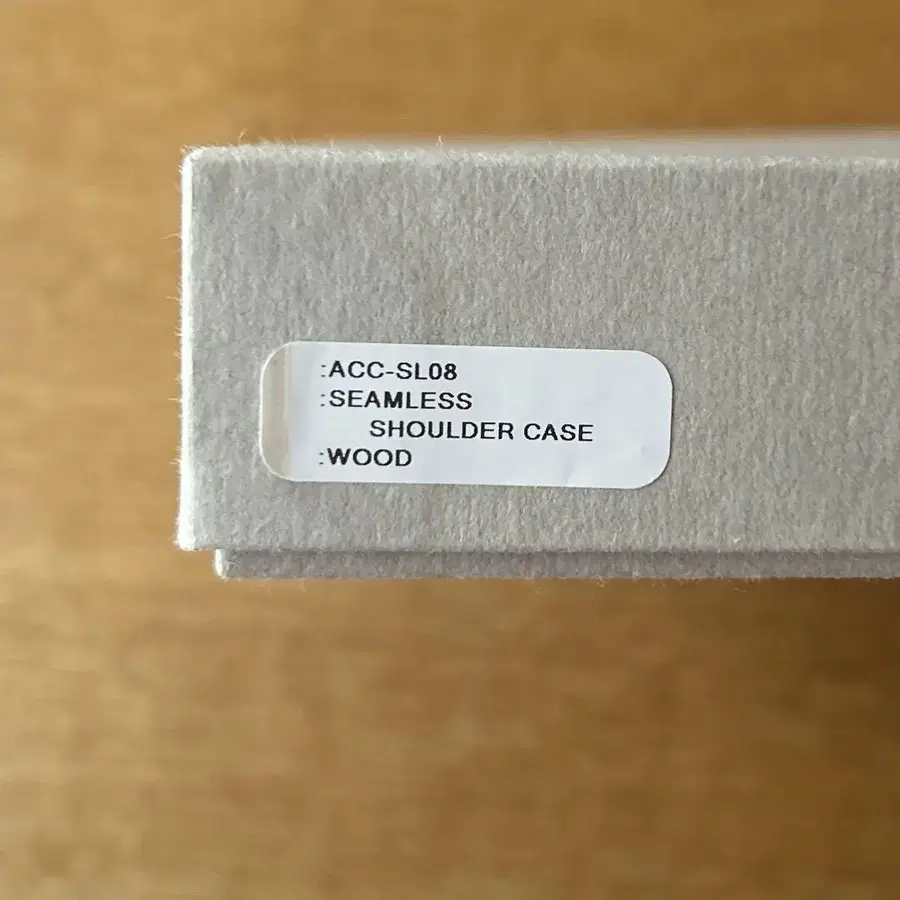 :ACC-SL08
:SEAMLESS
SHOULDER CASE
:WOOD